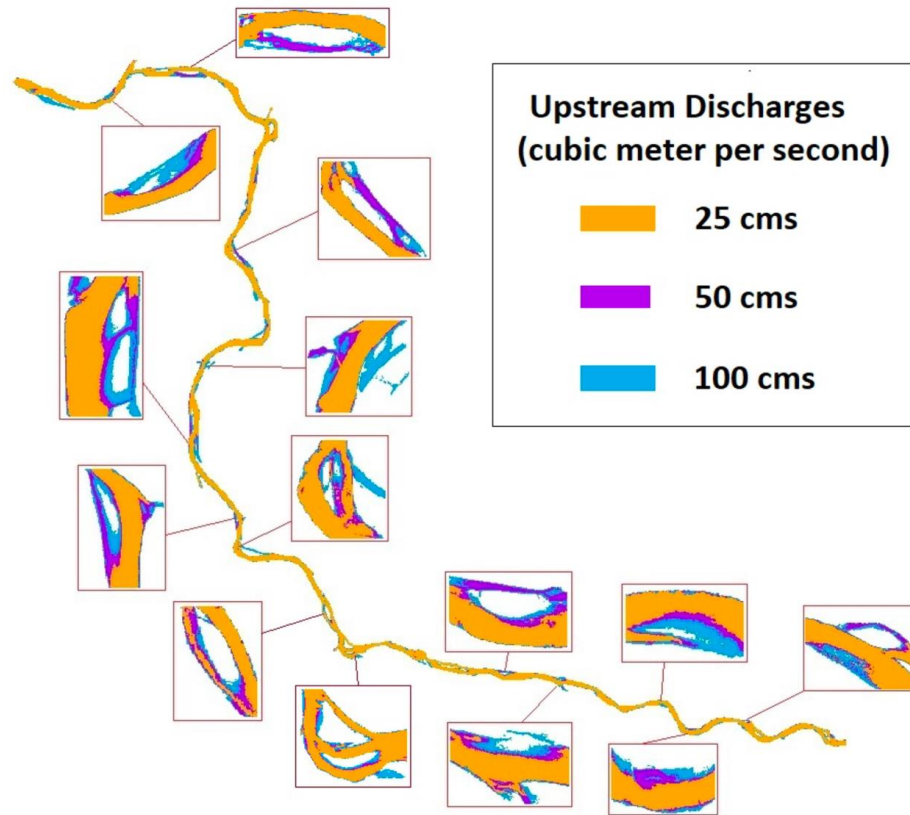 Upstream Discharges
(cubic meter per second)
25 cms
50 cms
100 cms